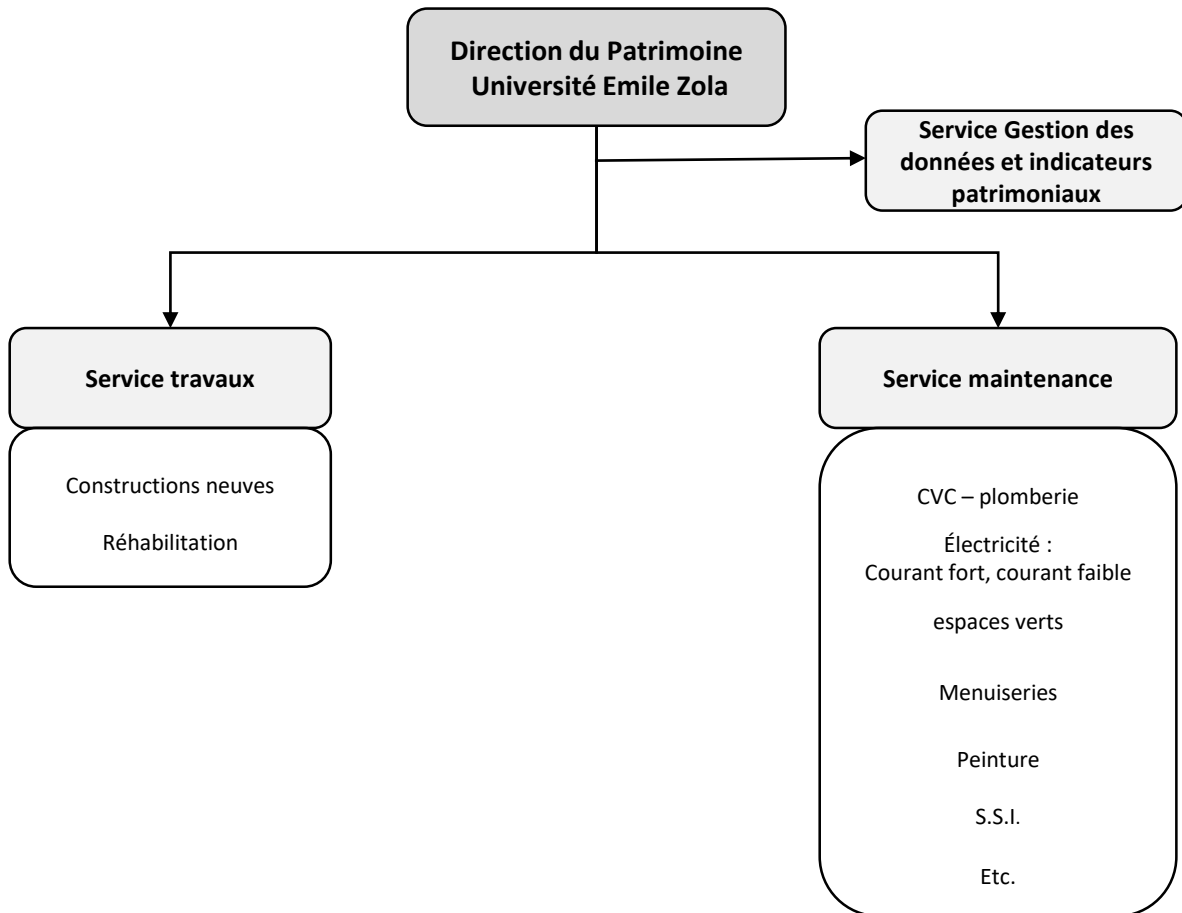 Direction du Patrimoine
Université Emile Zola
Service Gestion des
données et indicateurs
patrimoniaux
Service travaux
Constructions neuves
Réhabilitation
Service maintenance
CVC – plomberie
Électricité :
Courant fort, courant faible
espaces verts
Menuiseries
Peinture
S.S.I.
Etc.